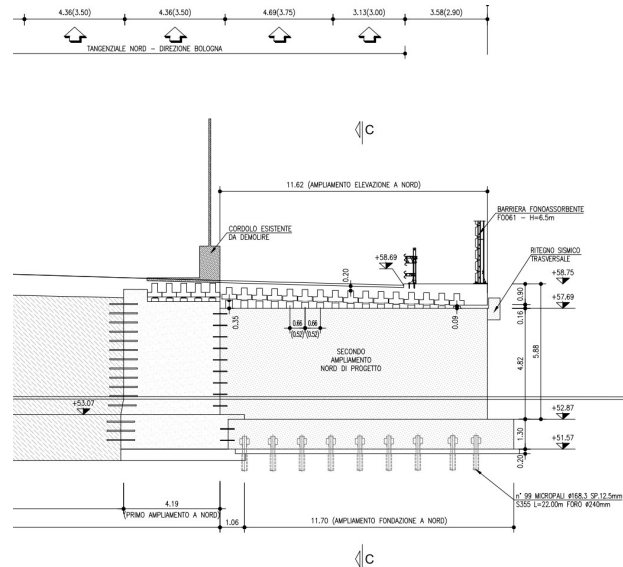 4.36(3.50)
4.36(3.50)
4.69(3.75)
3.13(3.00)
3.58(2.90)
TANGENZIALE NORD – DIREZIONE BOLOGNA
C
11.62 (AMPLIAMENTO ELEVAZIONE A NORD)
BARRIERA FONOASSORBENTE
FOO61 – H=6.5m
CORDOLO ESISTENTE
DA DEMOLIRE
RITEGNO SISMICO
TRASVERSALE
+58.69
0.20
+58.75
0.90
+57.69
0.16
0.35
0.66
0.66
(0.52)
(0.52)
0.09
SECONDO
AMPLIAMENTO
NORD DI PROGETTO
4.82
5.88
+53.07
+52.87
1.30
+51.57
0.20
n° 99 MICROPALI ø168.3 SP.12.5mm
S355 L=22.00m FORO ø240mm
4.19
(PRIMO AMPLIAMENTO A NORD)
1.06
11.70 (AMPLIAMENTO FONDAZIONE A NORD)
C